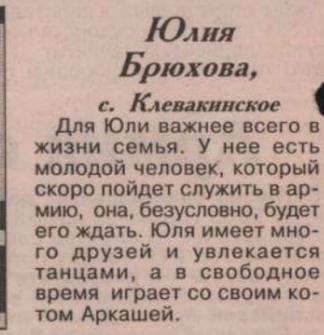 Юлия
Брюхова,
с. Клевакинское
Для Юли важнее всего в
жизни семья. У нее есть
молодой человек, который
скоро пойдет служить в ар-
мию, она, безусловно, будет
его ждать. Юля имеет мно-
го друзей и увлекается
танцами, а в свободное
время играет со своим ко-
том Аркашей.